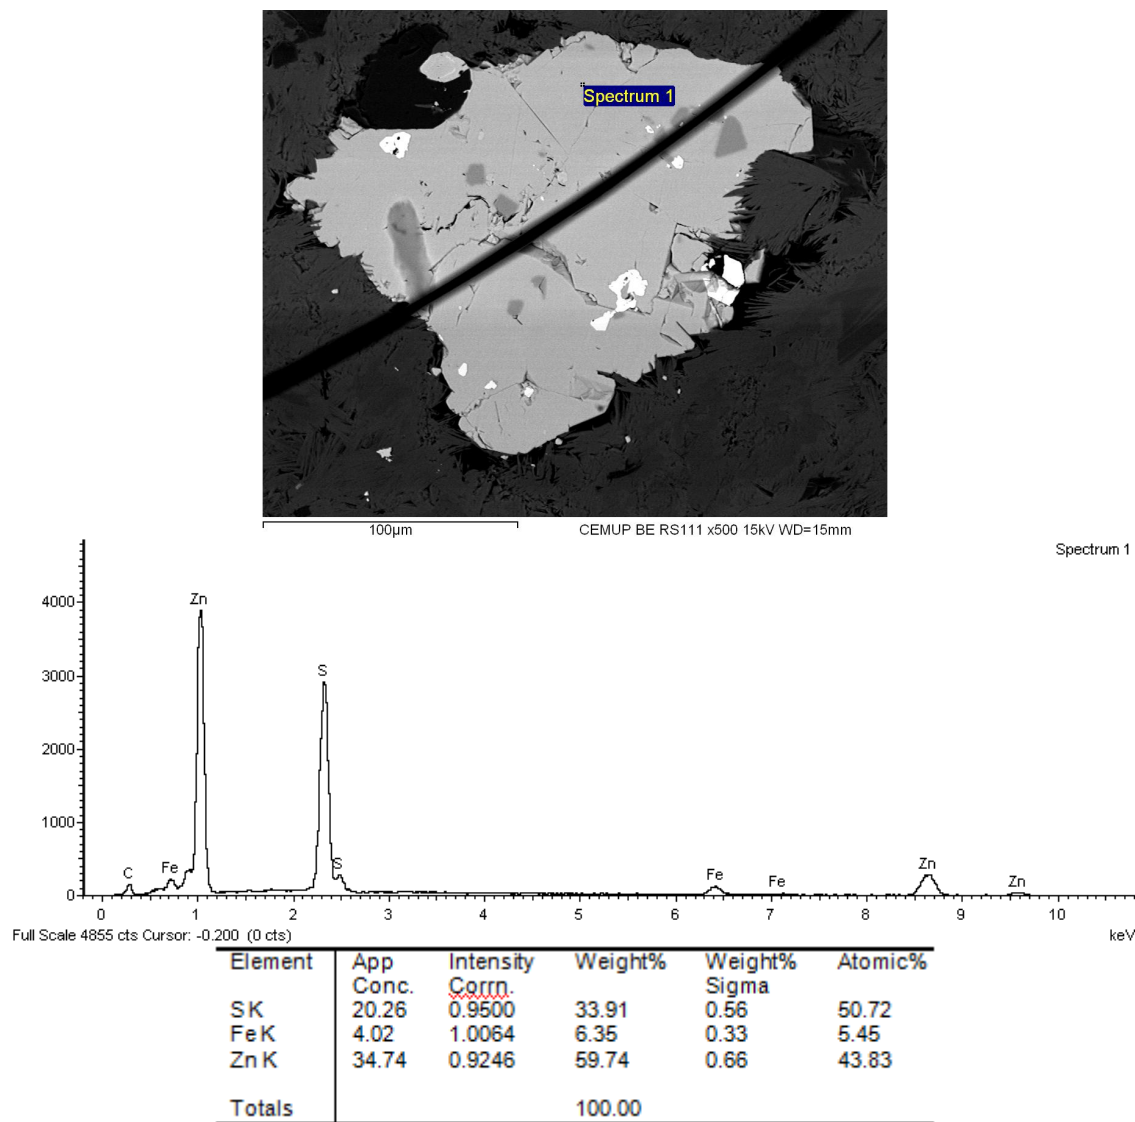 Spectrum 1
100µm
CEMUP BE RS111 x500 15kV WD=15mm
Spectrum 1
4000
3000
2000
1000
0
Zn
S
S
C
Fe
Fe
Fe
Zn
Zn
0 1 2 3 4 5 6 7 8 9 10
Full Scale 4855 cts Cursor: -0.200 (0 cts)
keV
Element App Intensity Weight% Weight% Atomic%
Conc. Corrn. Sigma
S K 20.26 0.9500 33.91 0.56 50.72
Fe K 4.02 1.0064 6.35 0.33 5.45
Zn K 34.74 0.9246 59.74 0.66 43.83
Totals 100.00